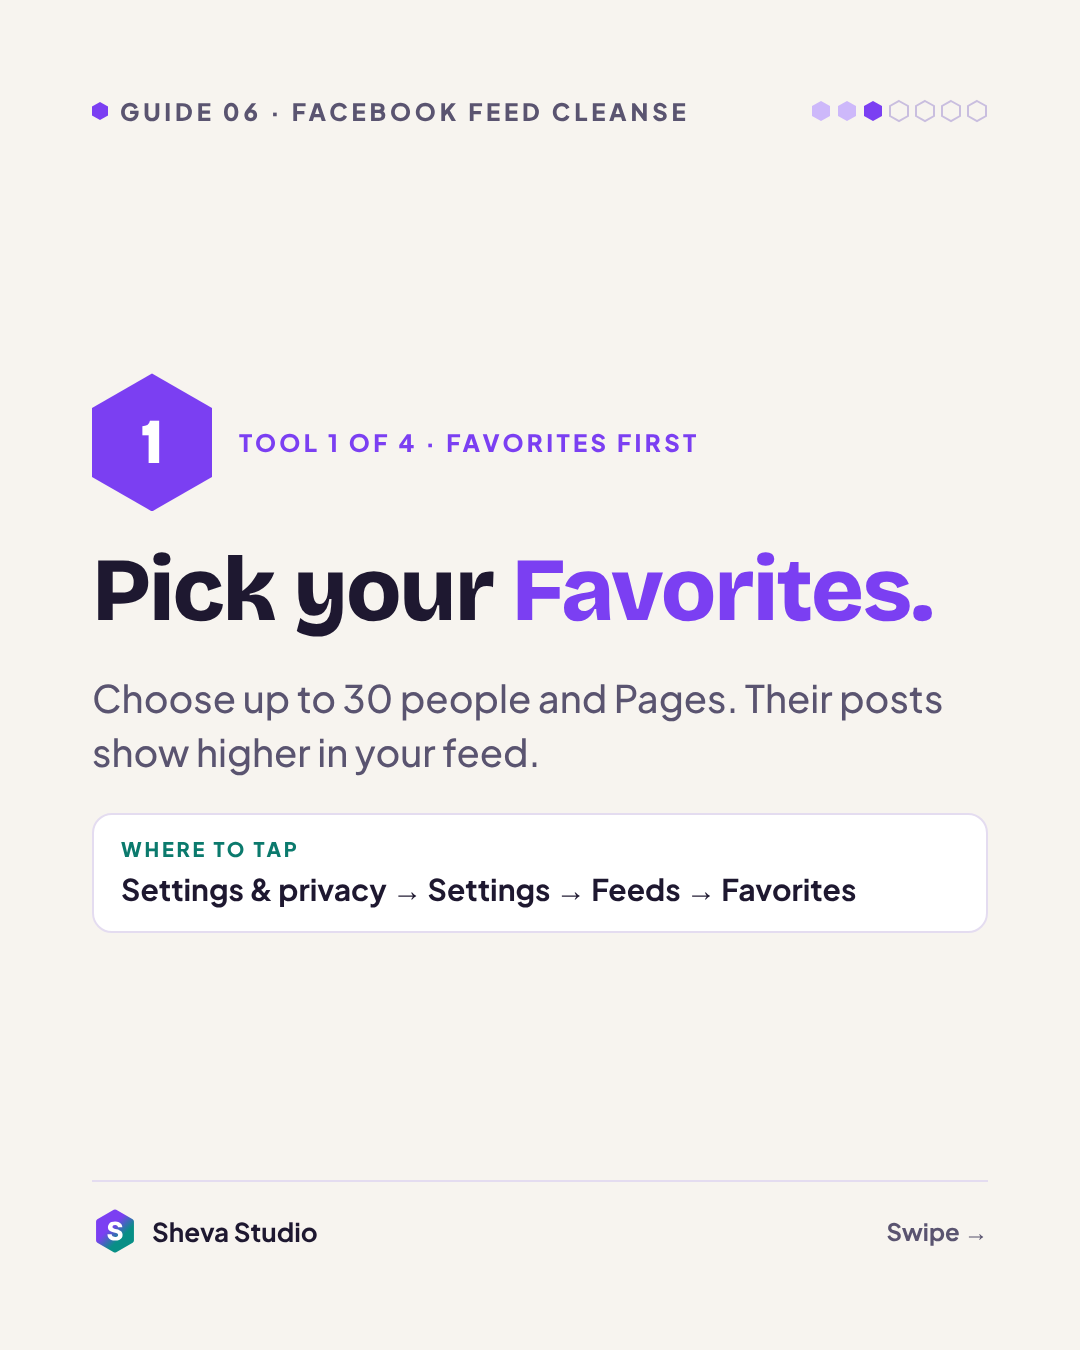 GUIDE 06 · FACEBOOK FEED CLEANSE
1
TOOL 1 OF 4 · FAVORITES FIRST
Pick your Favorites.
Choose up to 30 people and Pages. Their posts
show higher in your feed.
WHERE TO TAP
Settings & privacy → Settings → Feeds → Favorites
S Sheva Studio
Swipe →